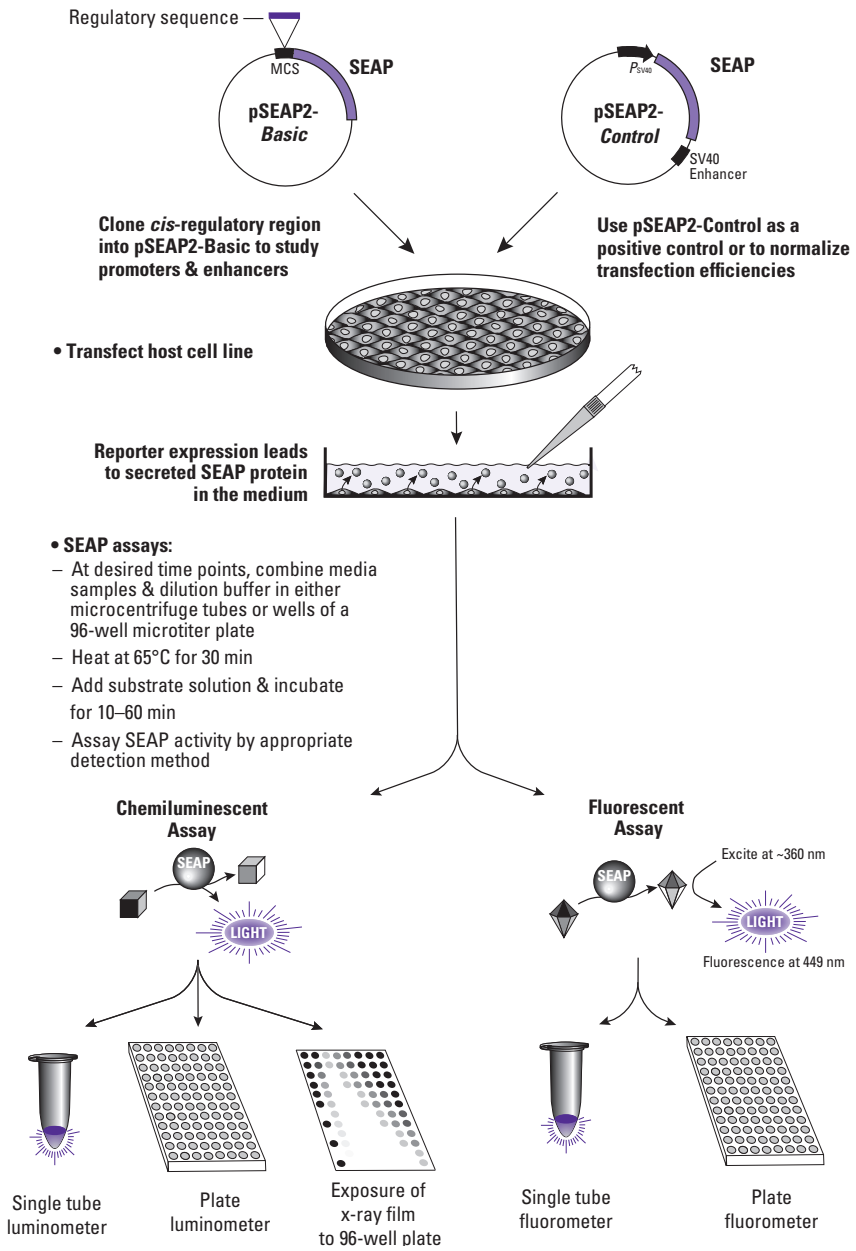 Regulatory sequence
MCS
SEAP
pSEAP2-
Basic
PSV40
SEAP
pSEAP2-
Control
SV40
Enhancer
Clone cis-regulatory region
into pSEAP2-Basic to study
promoters & enhancers
Use pSEAP2-Control as a
positive control or to normalize
transfection efficiencies
• Transfect host cell line
Reporter expression leads
to secreted SEAP protein
in the medium
• SEAP assays:
– At desired time points, combine media
samples & dilution buffer in either
microcentrifuge tubes or wells of a
96-well microtiter plate
– Heat at 65°C for 30 min
– Add substrate solution & incubate
for 10–60 min
– Assay SEAP activity by appropriate
detection method
Chemiluminescent
Assay
SEAP
LIGHT
Fluorescent
Assay
SEAP
Excite at ~360 nm
LIGHT
Fluorescence at 449 nm
Single tube
luminometer
Plate
luminometer
Exposure of
x-ray film
to 96-well plate
Single tube
fluorometer
Plate
fluorometer